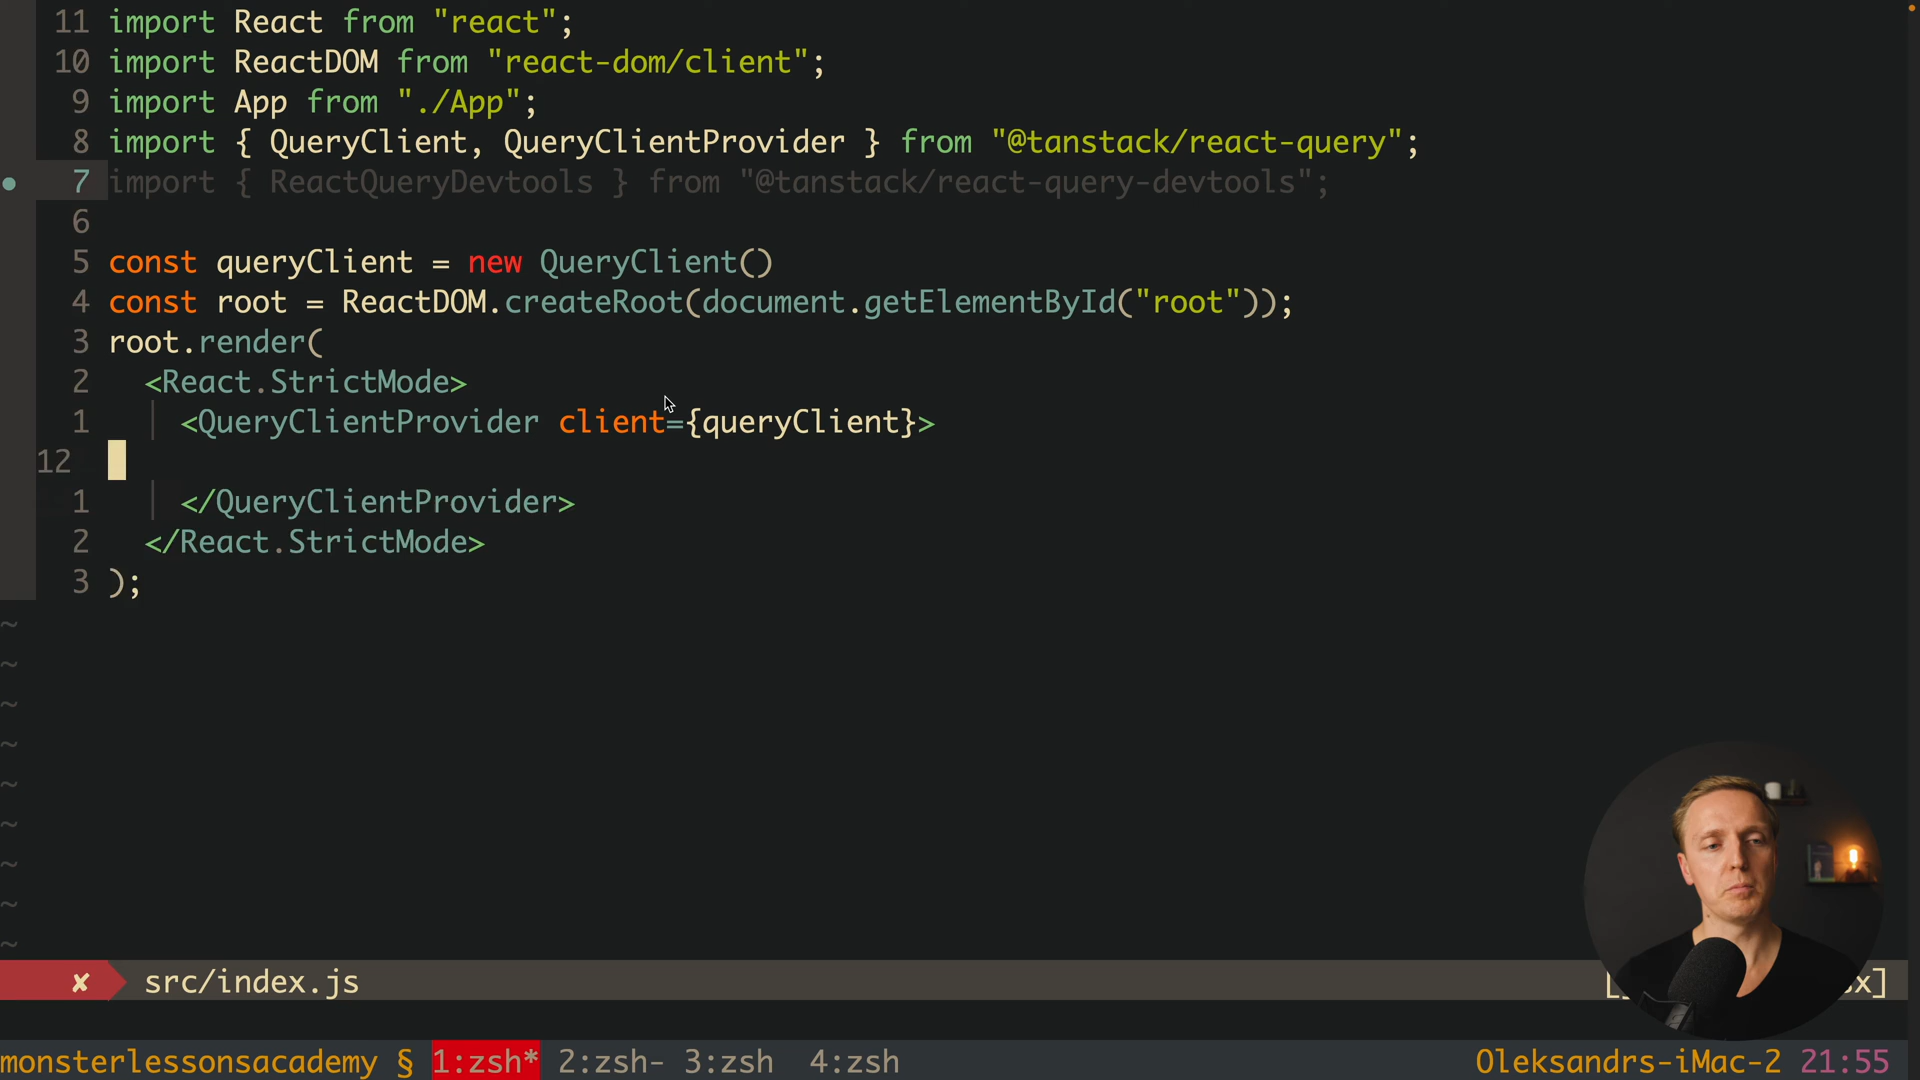 11 import React from "react";
10 import ReactDOM from "react-dom/client";
9 import App from "./App";
8 import { QueryClient, QueryClientProvider } from "@tanstack/react-query";
7 import { ReactQueryDevtools } from "@tanstack/react-query-devtools";
6
5 const queryClient = new QueryClient()
4 const root = ReactDOM.createRoot(document.getElementById("root"));
3 root.render(
2 <React.StrictMode>
1 <QueryClientProvider client={queryClient}>
12
1 </QueryClientProvider>
2 </React.StrictMode>
3 );
~
~
~
~
~
~
~
~
~
✘ src/index.js
monsterlessonsacademy § 1:zsh* 2:zsh- 3:zsh 4:zsh Oleksandrs-iMac-2 21:55